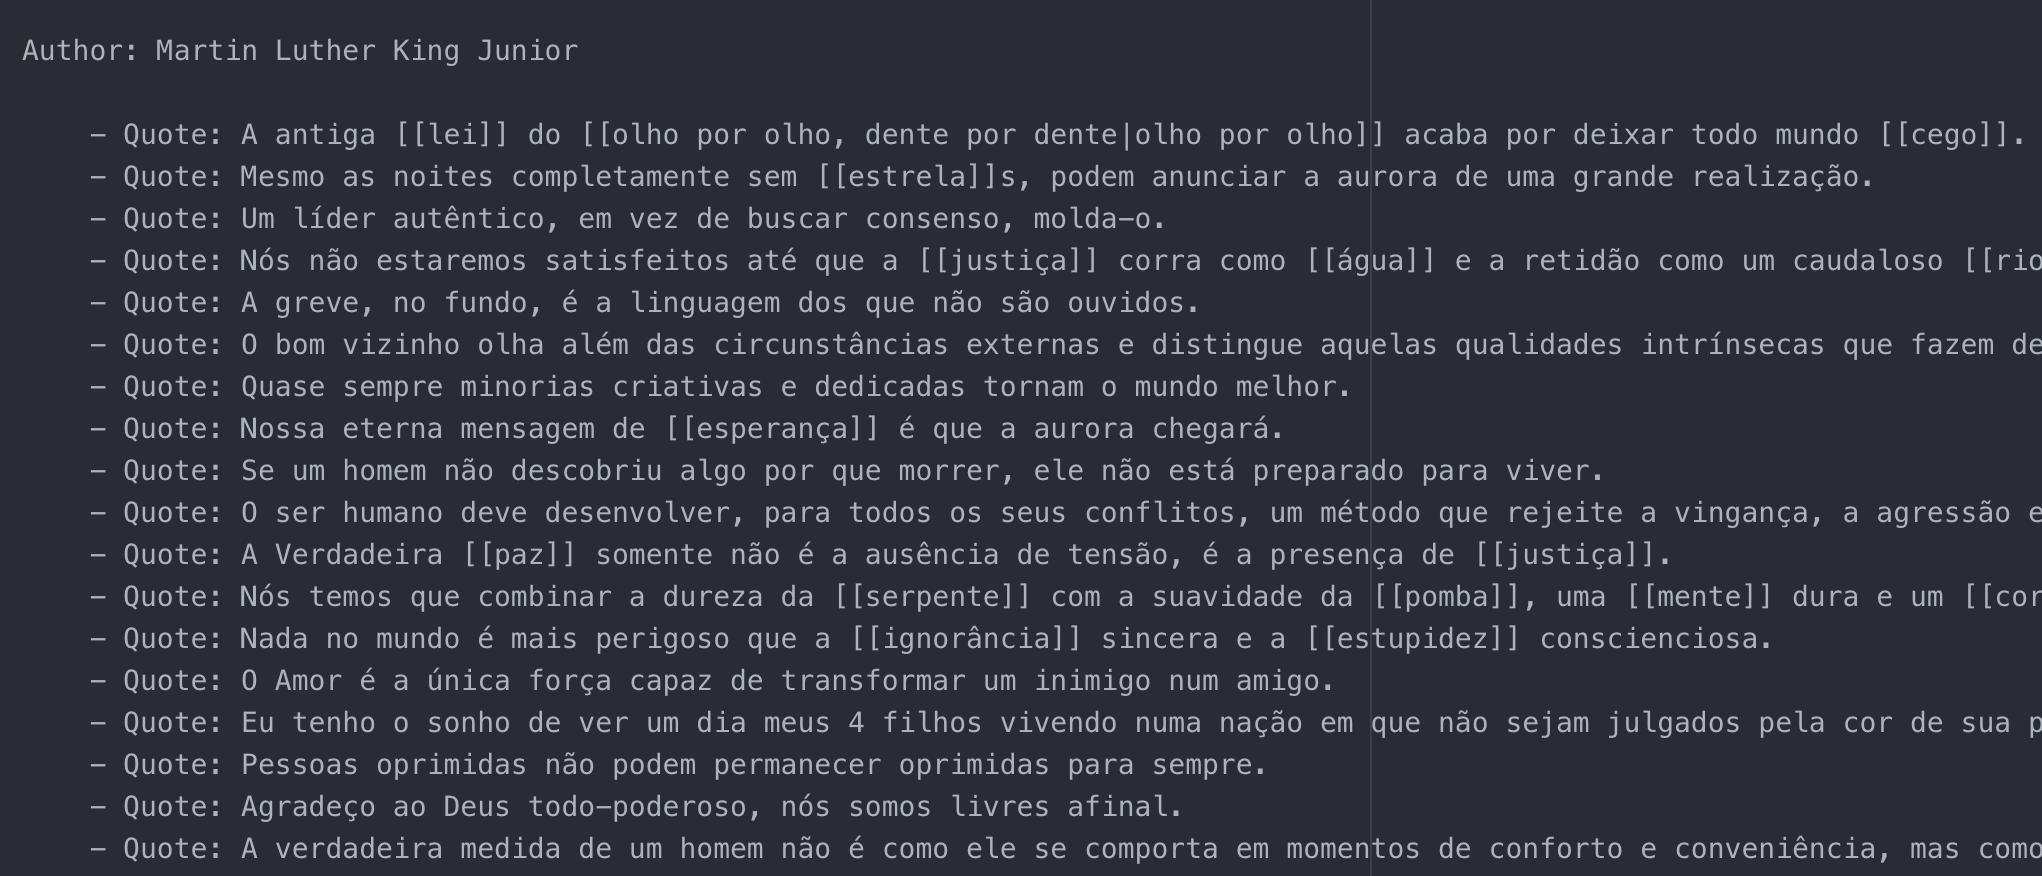 Author: Martin Luther King Junior
– Quote: A antiga [[lei]] do [[olho por olho, dente por dente|olho por olho]] acaba por deixar todo mundo [[cego]].
– Quote: Mesmo as noites completamente sem [[estrela]]s, podem anunciar a aurora de uma grande realização.
– Quote: Um líder autêntico, em vez de buscar consenso, molda–o.
– Quote: Nós não estaremos satisfeitos até que a [[justiça]] corra como [[água]] e a retidão como um caudaloso [[rio
– Quote: A greve, no fundo, é a linguagem dos que não são ouvidos.
– Quote: O bom vizinho olha além das circunstâncias externas e distingue aquelas qualidades intrínsecas que fazem de
– Quote: Quase sempre minorias criativas e dedicadas tornam o mundo melhor.
– Quote: Nossa eterna mensagem de [[esperança]] é que a aurora chegará.
– Quote: Se um homem não descobriu algo por que morrer, ele não está preparado para viver.
– Quote: O ser humano deve desenvolver, para todos os seus conflitos, um método que rejeite a vingança, a agressão e
– Quote: A Verdadeira [[paz]] somente não é a ausência de tensão, é a presença de [[justiça]].
– Quote: Nós temos que combinar a dureza da [[serpente]] com a suavidade da [[pomba]], uma [[mente]] dura e um [[cor
– Quote: Nada no mundo é mais perigoso que a [[ignorância]] sincera e a [[estupidez]] conscienciosa.
– Quote: O Amor é a única força capaz de transformar um inimigo num amigo.
– Quote: Eu tenho o sonho de ver um dia meus 4 filhos vivendo numa nação em que não sejam julgados pela cor de sua p
– Quote: Pessoas oprimidas não podem permanecer oprimidas para sempre.
– Quote: Agradeço ao Deus todo–poderoso, nós somos livres afinal.
– Quote: A verdadeira medida de um homem não é como ele se comporta em momentos de conforto e conveniência, mas como